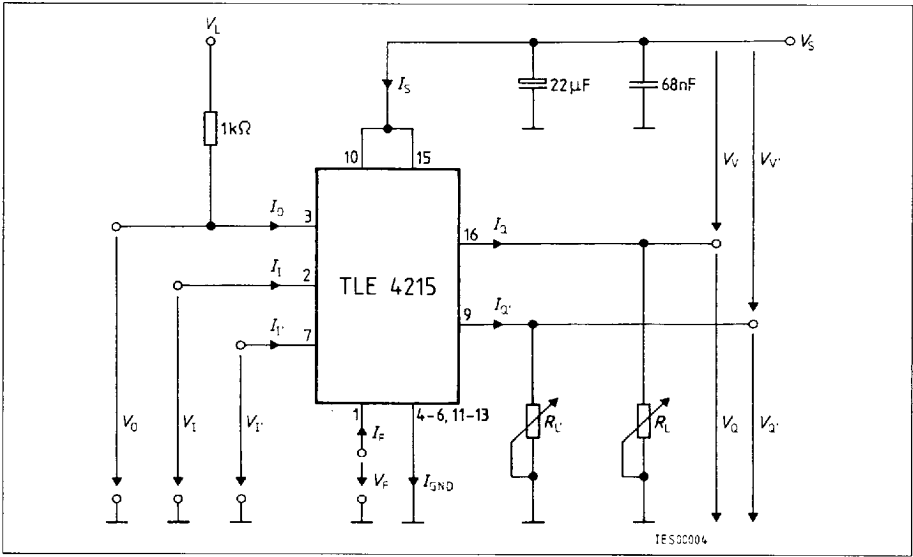 V_L
V_S
I_S
22μF
68nF
1kΩ
10
15
V_V
V_V'
I_D
3
16
I_Q
I_I
2
TLE 4215
9
I_Q'
I_I'
7
1
4-6, 11-13
V_D
V_I
V_I'
I_F
V_F
I_GND
R_L'
R_L
V_Q
V_Q'
IES00004